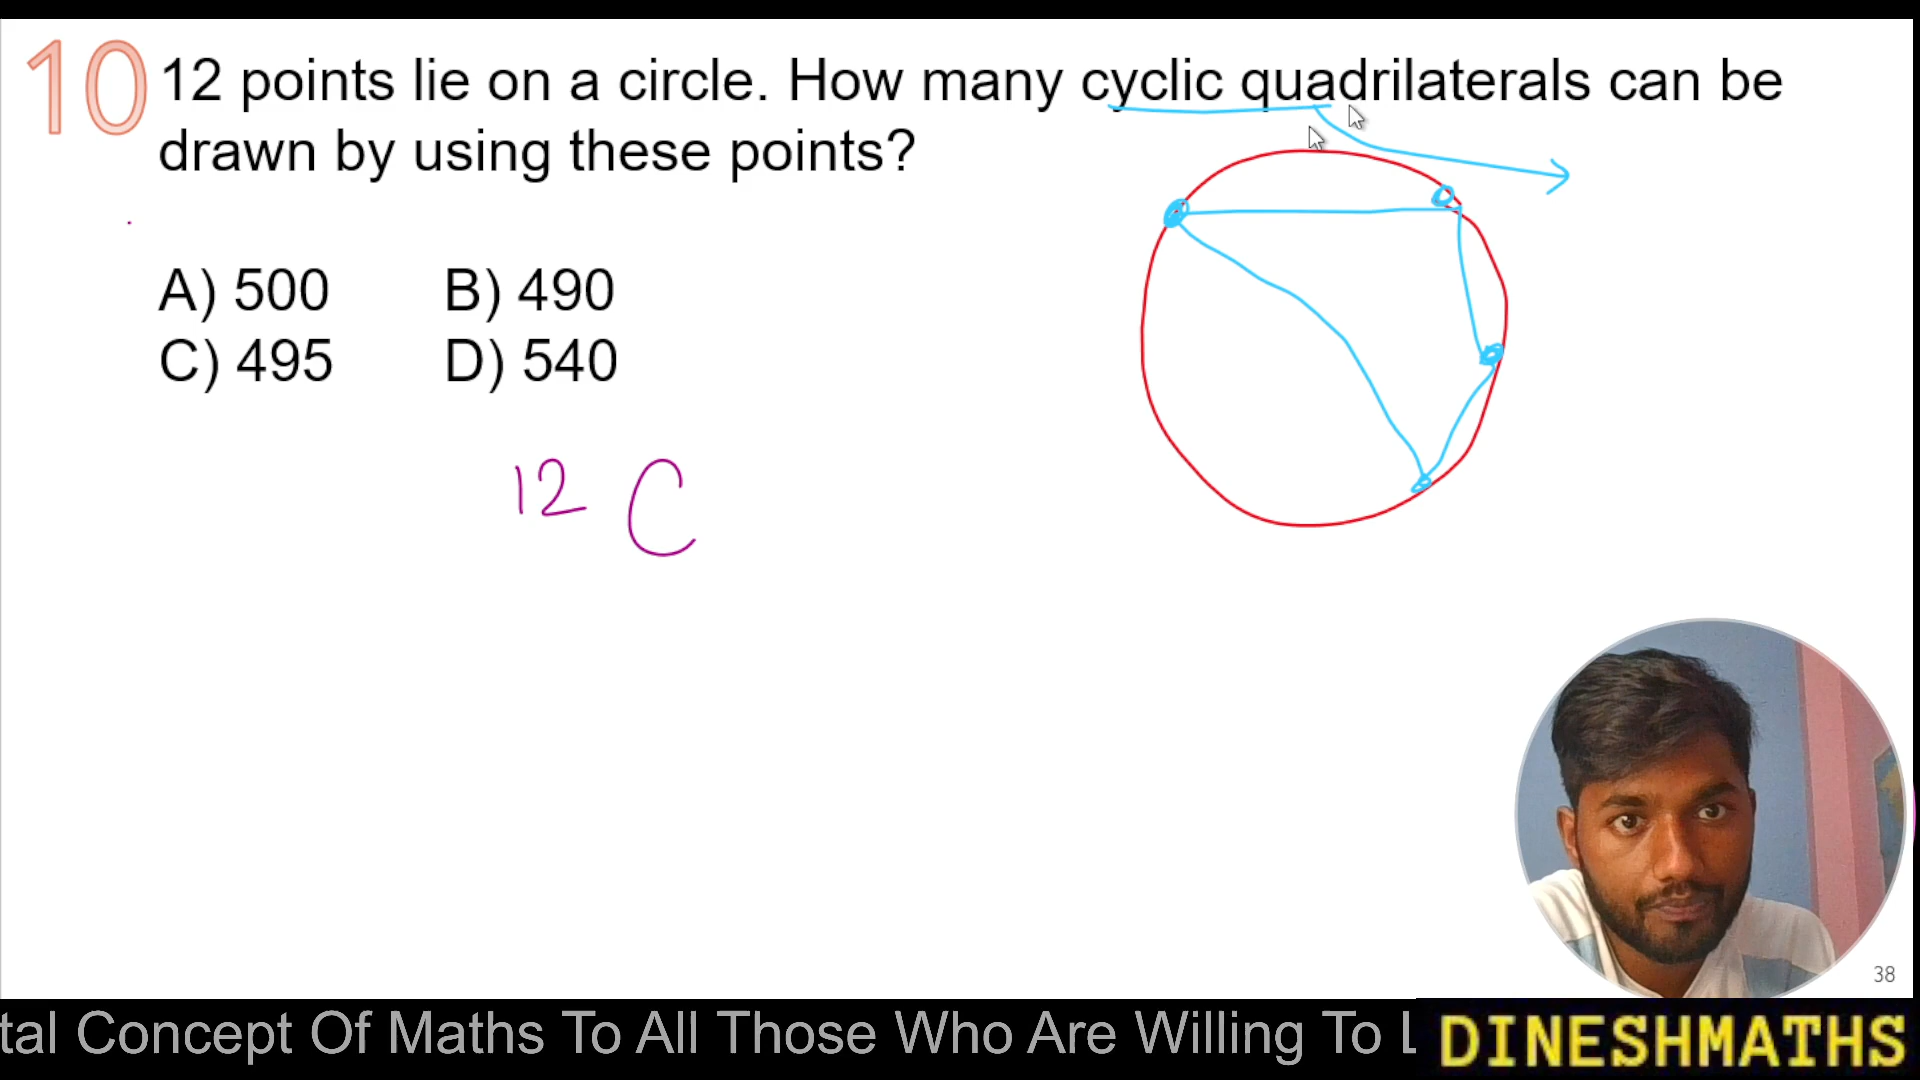 10
12 points lie on a circle. How many cyclic quadrilaterals can be
drawn by using these points?
A) 500 B) 490
C) 495 D) 540
12 C
38
tal Concept Of Maths To All Those Who Are Willing To
DINESHMATHS